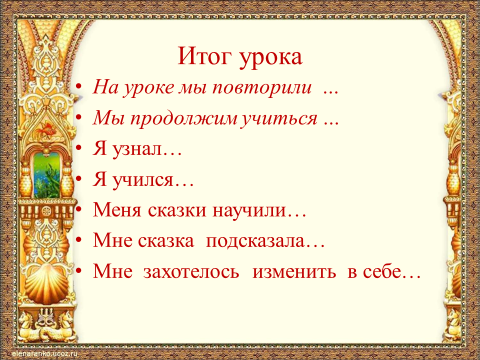 Итог урока
• На уроке мы повторили …
• Мы продолжим учиться …
• Я узнал…
• Я учился…
• Меня сказки научили…
• Мне сказка подсказала…
• Мне захотелось изменить в себе…
elenaranko.ucoz.ru